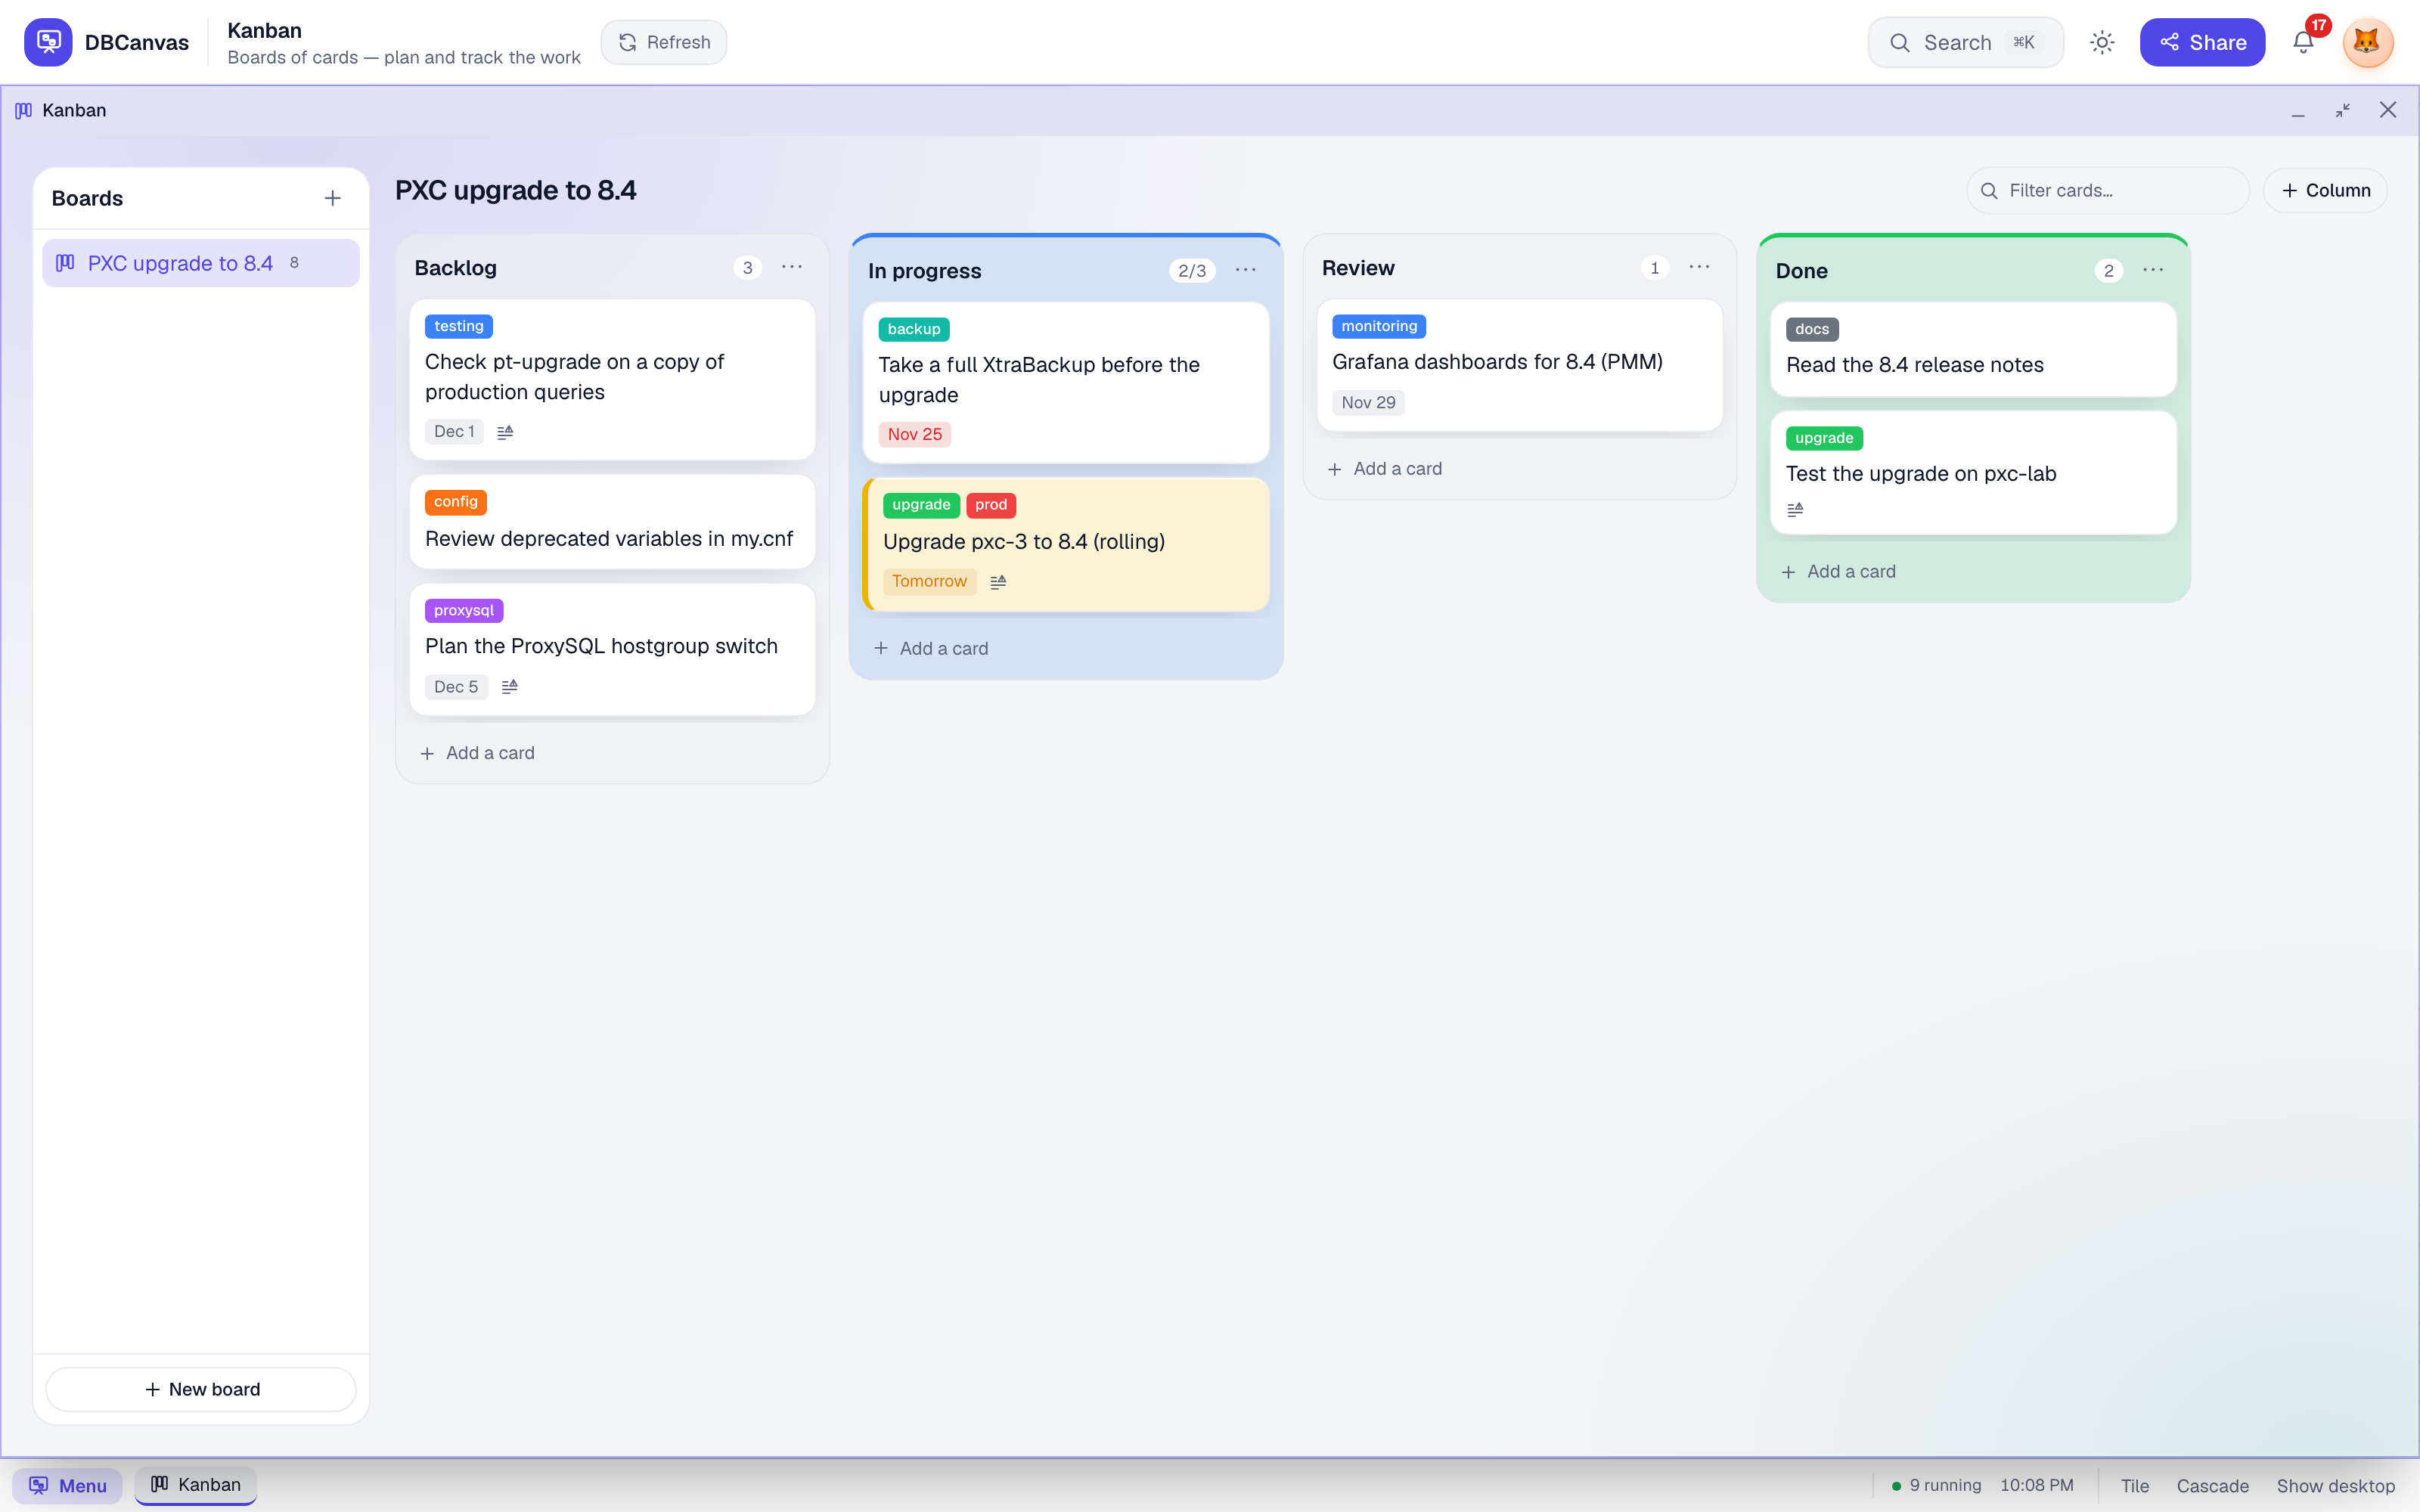 DBCanvas
Kanban
Boards of cards — plan and track the work
Refresh
Search ⌘K
Share
17
Kanban
Boards
PXC upgrade to 8.4 8
New board
PXC upgrade to 8.4
Filter cards...
Column
Backlog 3
testing
Check pt-upgrade on a copy of
production queries
Dec 1
config
Review deprecated variables in my.cnf
proxysql
Plan the ProxySQL hostgroup switch
Dec 5
Add a card
In progress 2/3
backup
Take a full XtraBackup before the
upgrade
Nov 25
upgrade prod
Upgrade pxc-3 to 8.4 (rolling)
Tomorrow
Add a card
Review 1
monitoring
Grafana dashboards for 8.4 (PMM)
Nov 29
Add a card
Done 2
docs
Read the 8.4 release notes
upgrade
Test the upgrade on pxc-lab
Add a card
Menu
Kanban
9 running
10:08 PM
Tile
Cascade
Show desktop